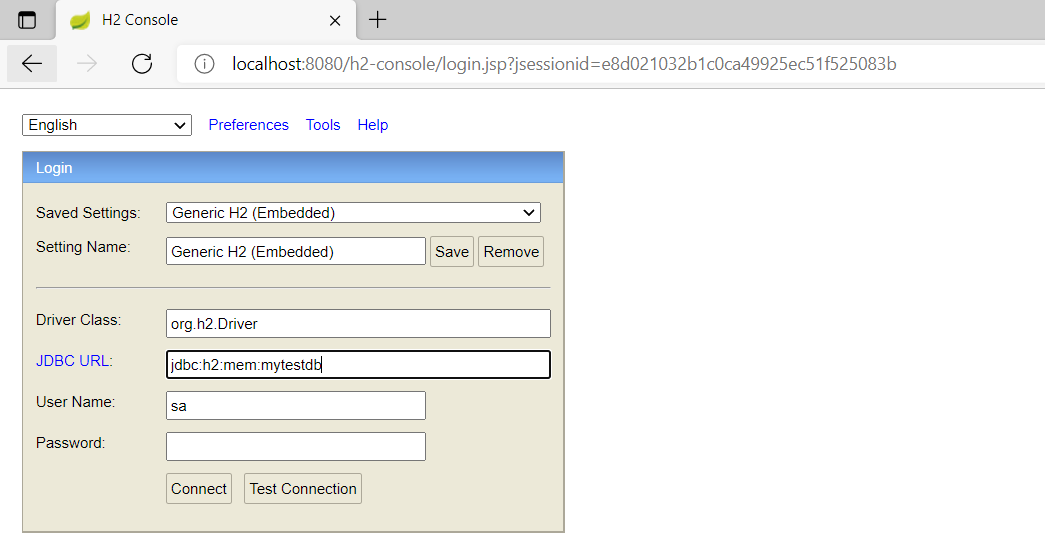 H2 Console
localhost:8080/h2-console/login.jsp?jsessionid=e8d021032b1c0ca49925ec51f525083b
English Preferences Tools Help
Login
Saved Settings: Generic H2 (Embedded)
Setting Name: Generic H2 (Embedded) Save Remove
Driver Class: org.h2.Driver
JDBC URL: jdbc:h2:mem:mytestdb
User Name: sa
Password:
Connect Test Connection